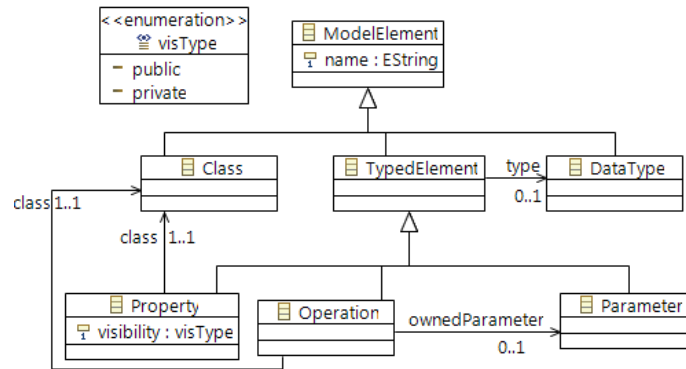 <<enumeration>>
visType
public
private
ModelElement
name : EString
Class
TypedElement
type
0..1
DataType
class 1..1
class 1..1
Property
visibility : visType
Operation
ownedParameter
0..1
Parameter